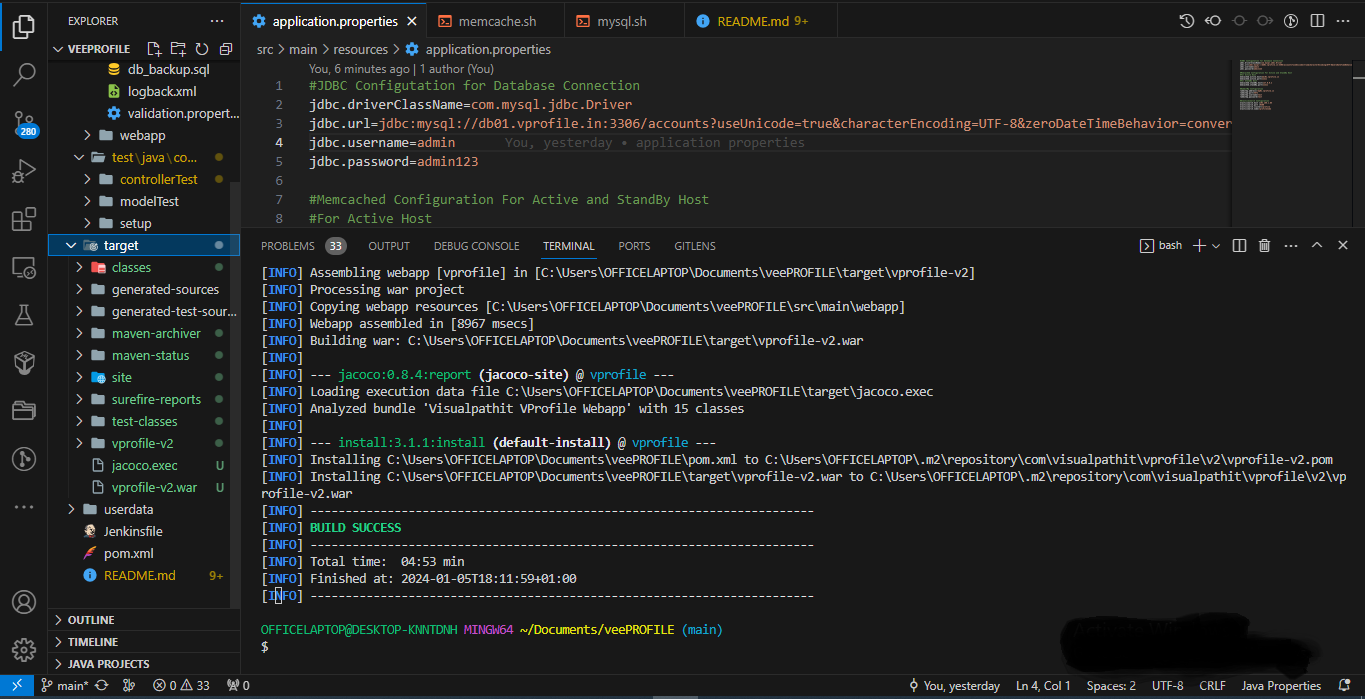 EXPLORER
VEEPROFILE
db_backup.sql
logback.xml
validation.propert...
webapp
test\java\co...
controllerTest
modelTest
setup
target
classes
generated-sources
generated-test-sour...
maven-archiver
maven-status
site
surefire-reports
test-classes
vprofile-v2
jacoco.exec U
vprofile-v2.war U
userdata
Jenkinsfile
pom.xml
README.md 9+
OUTLINE
TIMELINE
JAVA PROJECTS
280
application.properties memcache.sh mysql.sh README.md 9+
src > main > resources > application.properties
You, 6 minutes ago | 1 author (You)
1 #JDBC Configutation for Database Connection
2 jdbc.driverClassName=com.mysql.jdbc.Driver
3 jdbc.url=jdbc:mysql://db01.vprofile.in:3306/accounts?useUnicode=true&characterEncoding=UTF-8&zeroDateTimeBehavior=conver
4 jdbc.username=admin You, yesterday • application properties
5 jdbc.password=admin123
6
7 #Memcached Configuration For Active and StandBy Host
8 #For Active Host
PROBLEMS 33 OUTPUT DEBUG CONSOLE TERMINAL PORTS GITLENS bash
[INFO] Assembling webapp [vprofile] in [C:\Users\OFFICELAPTOP\Documents\veePROFILE\target\vprofile-v2]
[INFO] Processing war project
[INFO] Copying webapp resources [C:\Users\OFFICELAPTOP\Documents\veePROFILE\src\main\webapp]
[INFO] Webapp assembled in [8967 msecs]
[INFO] Building war: C:\Users\OFFICELAPTOP\Documents\veePROFILE\target\vprofile-v2.war
[INFO]
[INFO] --- jacoco:0.8.4:report (jacoco-site) @ vprofile ---
[INFO] Loading execution data file C:\Users\OFFICELAPTOP\Documents\veePROFILE\target\jacoco.exec
[INFO] Analyzed bundle 'Visualpathit VProfile Webapp' with 15 classes
[INFO]
[INFO] --- install:3.1.1:install (default-install) @ vprofile ---
[INFO] Installing C:\Users\OFFICELAPTOP\Documents\veePROFILE\pom.xml to C:\Users\OFFICELAPTOP\.m2\repository\com\visualpathit\vprofile\v2\vprofile-v2.pom
[INFO] Installing C:\Users\OFFICELAPTOP\Documents\veePROFILE\target\vprofile-v2.war to C:\Users\OFFICELAPTOP\.m2\repository\com\visualpathit\vprofile\v2\vp
rofile-v2.war
[INFO] ------------------------------------------------------------------------
[INFO] BUILD SUCCESS
[INFO] ------------------------------------------------------------------------
[INFO] Total time:  04:53 min
[INFO] Finished at: 2024-01-05T18:11:59+01:00
[INFO] ------------------------------------------------------------------------
OFFICELAPTOP@DESKTOP-KNNTDNH MINGW64 ~/Documents/veePROFILE (main)
$
main* 0 33 0 You, yesterday Ln 4, Col 1 Spaces: 2 UTF-8 CRLF Java Properties